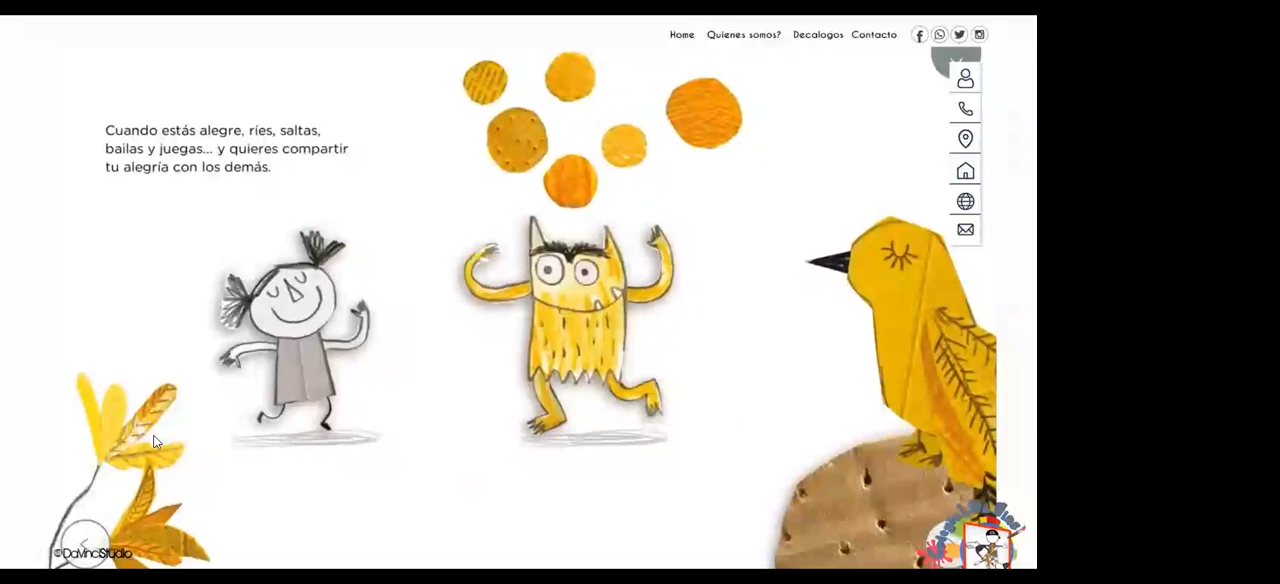 Home Quienes somos? Decalogos Contacto
Cuando estás alegre, ríes, saltas,
bailas y juegas... y quieres compartir
tu alegría con los demás.
©DaVinciStudio